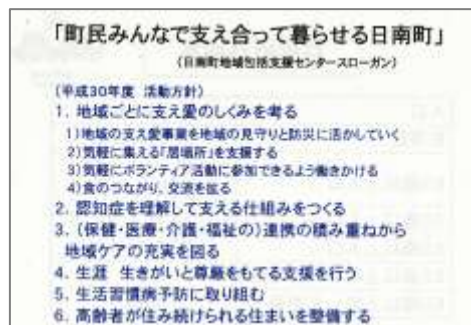 「町民みんなで支え合って暮らせる日南町」
(日南町地域包括支援センタースローガン)
(平成30年度 活動方針)
1. 地域ごとに支え愛のしくみを考る
1)地域の支え愛事業を地域の見守りと防災に活かしていく
2)気軽に集える「居場所」を支援する
3)気軽にボランティア活動に参加できるよう働きかける
4)食のつながり、交流を拡る
2. 認知症を理解して支える仕組みをつくる
3. (保健・医療・介護・福祉の)連携の積み重ねから
地域ケアの充実を図る
4. 生涯 生きがいと尊厳をもてる支援を行う
5. 生活習慣病予防に取り組む
6. 高齢者が住み続けられる住まいを整備する